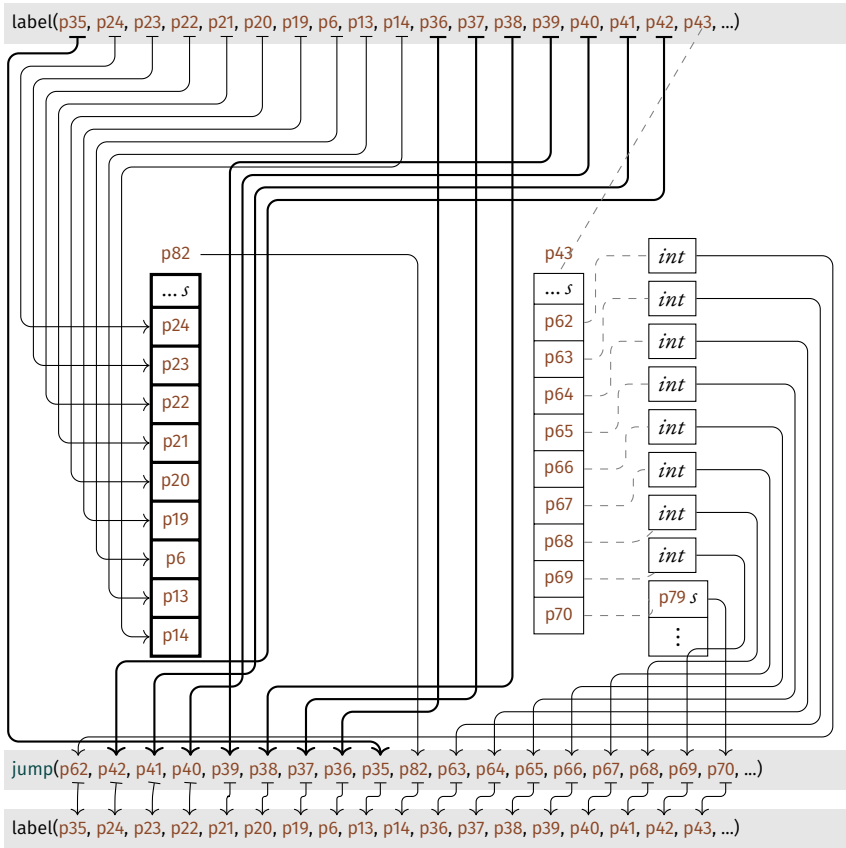 label(p35, p24, p23, p22, p21, p20, p19, p6, p13, p14, p36, p37, p38, p39, p40, p41, p42, p43, ...)
p82
... s
p24
p23
p22
p21
p20
p19
p6
p13
p14
p43
... s
p62
p63
p64
p65
p66
p67
p68
p69
p70
int
int
int
int
int
int
int
int
p79 s
⋮
jump(p62, p42, p41, p40, p39, p38, p37, p36, p35, p82, p63, p64, p65, p66, p67, p68, p69, p70, ...)
label(p35, p24, p23, p22, p21, p20, p19, p6, p13, p14, p36, p37, p38, p39, p40, p41, p42, p43, ...)